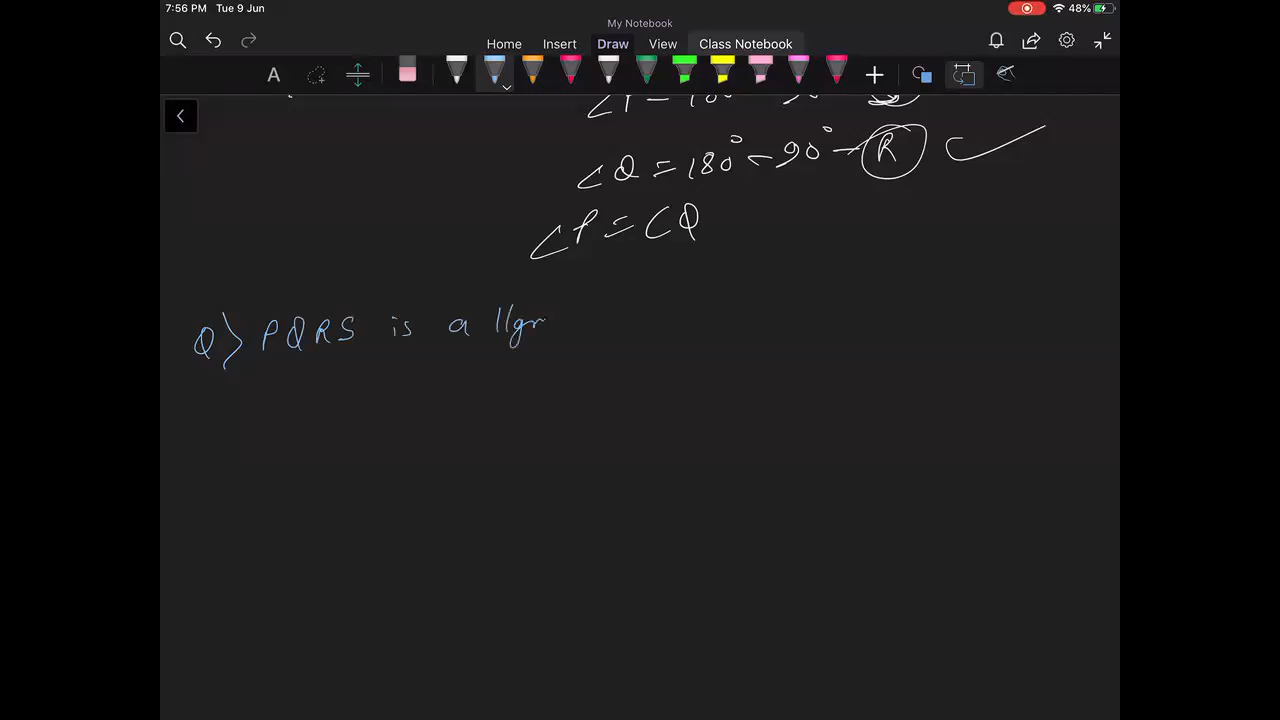 7:56 PM Tue 9 Jun
48%
My Notebook
Home Insert Draw View Class Notebook
A
∠Q = 180° - 90° - R
∠P = ∠Q
Q> PQRS is a llgr